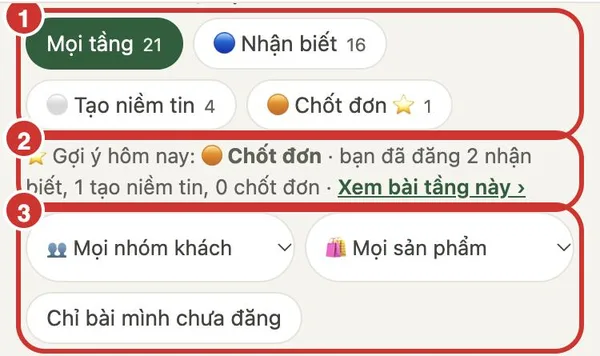 1
Mọi tầng 21
🔵 Nhận biết 16
⚪ Tạo niềm tin 4
🟠 Chốt đơn ⭐ 1
2
⭐ Gợi ý hôm nay: 🟠 Chốt đơn · bạn đã đăng 2 nhận
biết, 1 tạo niềm tin, 0 chốt đơn · Xem bài tầng này ›
3
👥 Mọi nhóm khách
🛍️ Mọi sản phẩm
Chỉ bài mình chưa đăng